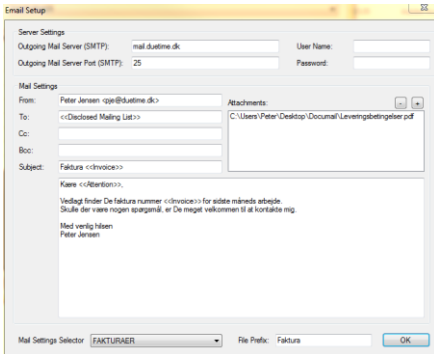 Email Setup
Server Settings
Outgoing Mail Server (SMTP): mail.duetime.dk User Name:
Outgoing Mail Server Port (SMTP): 25 Password:
Mail Settings
From: Peter Jensen <pje@duetime.dk> Attachments: - +
To: <<Disclosed Mailing List>> C:\Users\Peter\Desktop\Documail\Leveringsbetingelser.pdf
Cc:
Bcc:
Subject: Faktura <<Invoice>>
Kære <<Attention>>,
Vedlagt finder De faktura nummer <<Invoice>> for sidste måneds arbejde.
Skulle der være nogen spørgsmål, er De meget velkommen til at kontakte mig.
Med venlig hilsen
Peter Jensen
Mail Settings Selector FAKTURAER File Prefix: Faktura OK